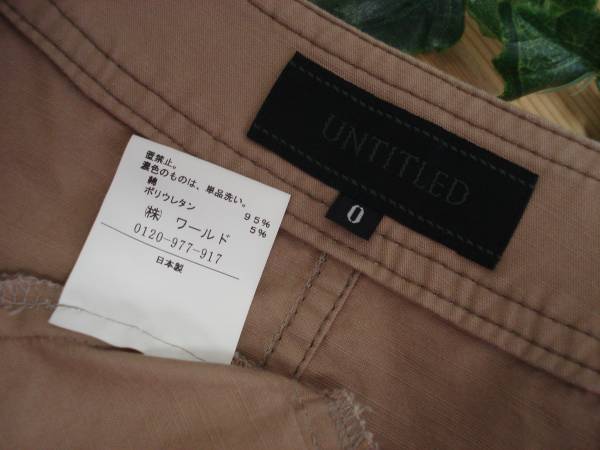 直禁止。
濃色のものは、単品洗い。
綿 95%
ポリウレタン 5%
㈱ ワールド
0120-977-917
日本製
UNTITLED
0